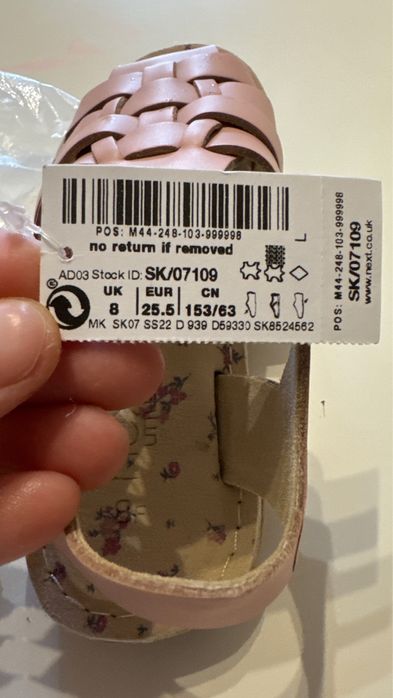 POS: M44-248-103-999998
no return if removed
L
AD03 Stock ID: SK/07109
UK EUR CN
8 25.5 153/63
MK SK07 SS22 D 939 D59330 SK8524562
POS: M44-248-103-999998
SK/07109
www.next.co.uk